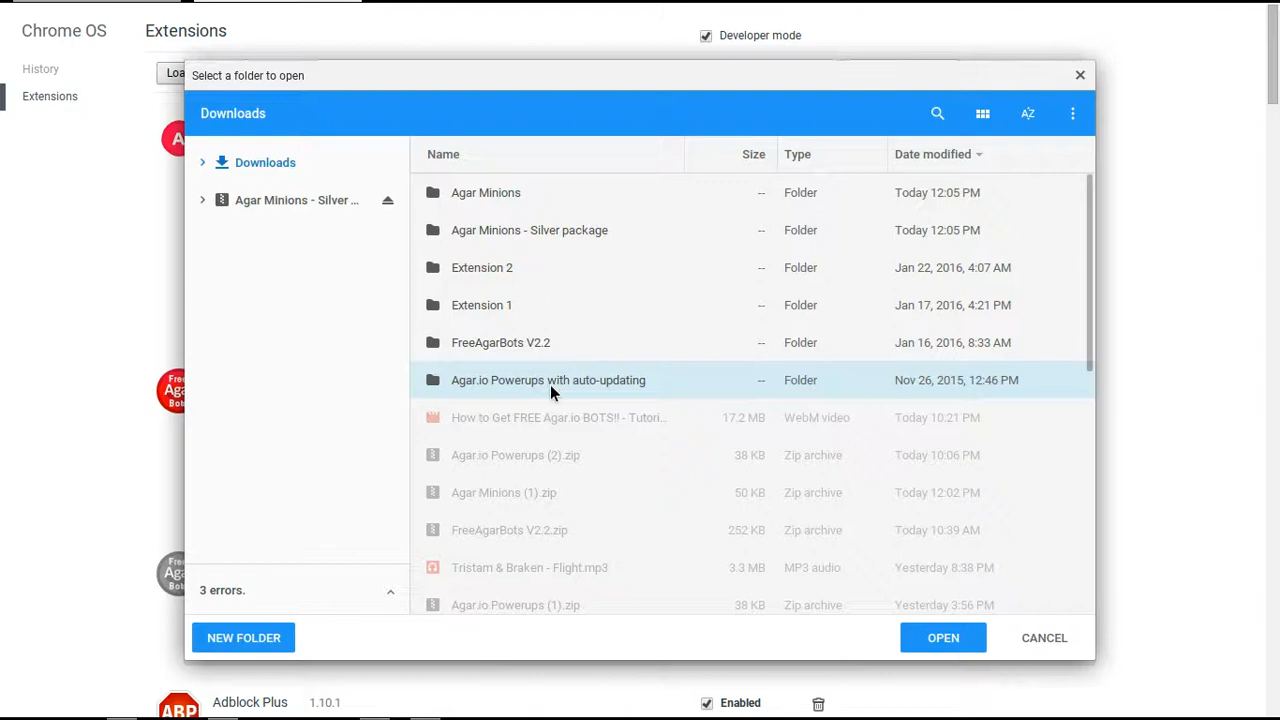 Chrome OS
Extensions
Developer mode
History
Extensions
Loa
Select a folder to open
Downloads
Name Size Type Date modified
Downloads
Agar Minions - Silver ...
Agar Minions -- Folder Today 12:05 PM
Agar Minions - Silver package -- Folder Today 12:05 PM
Extension 2 -- Folder Jan 22, 2016, 4:07 AM
Extension 1 -- Folder Jan 17, 2016, 4:21 PM
FreeAgarBots V2.2 -- Folder Jan 16, 2016, 8:33 AM
Agar.io Powerups with auto-updating -- Folder Nov 26, 2015, 12:46 PM
How to Get FREE Agar.io BOTS!! - Tutori... 17.2 MB WebM video Today 10:21 PM
Agar.io Powerups (2).zip 38 KB Zip archive Today 10:06 PM
Agar Minions (1).zip 50 KB Zip archive Today 12:02 PM
FreeAgarBots V2.2.zip 252 KB Zip archive Today 10:39 AM
Tristam & Braken - Flight.mp3 3.3 MB MP3 audio Yesterday 8:38 PM
Agar.io Powerups (1).zip 38 KB Zip archive Yesterday 3:56 PM
3 errors.
NEW FOLDER
OPEN
CANCEL
A
Fre
Aga
Bot
Fre
Aga
Bot
ABP
Adblock Plus 1.10.1
Enabled